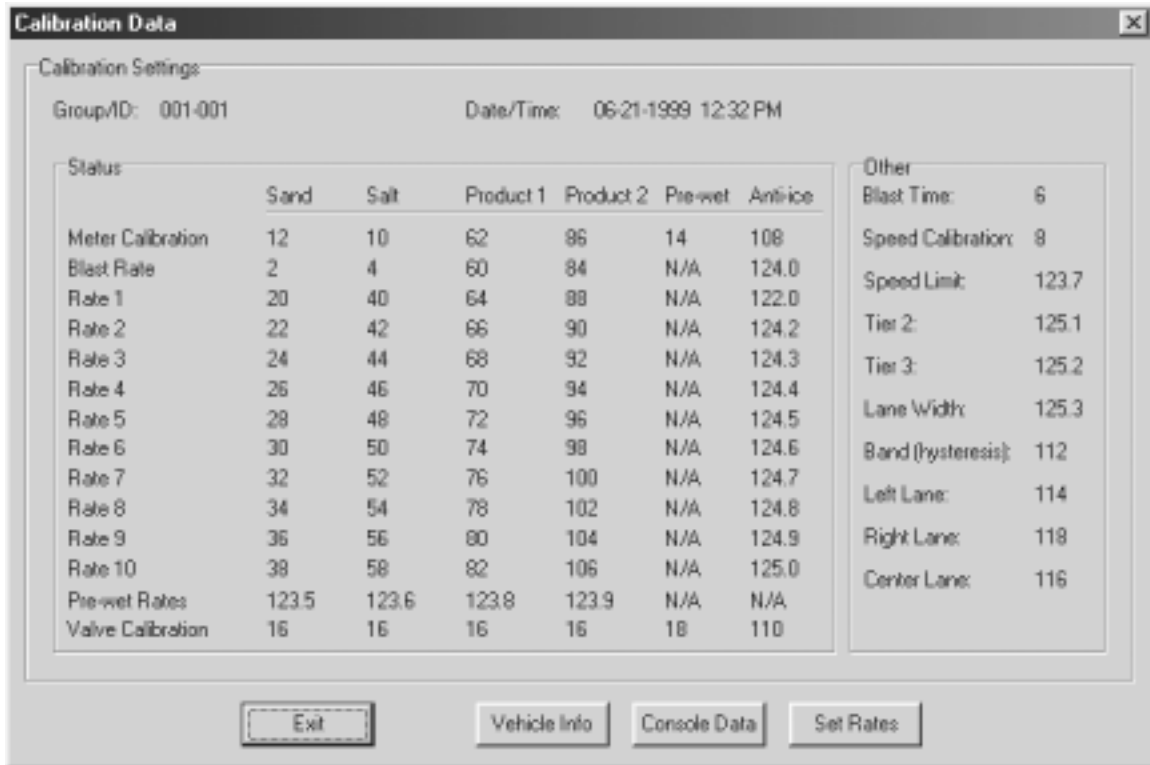 Calibration Data
Calibration Settings
Group/ID: 001-001 Date/Time: 06-21-1999 12:32 PM
Status
Sand Salt Product 1 Product 2 Pre-wet Anti-ice
Meter Calibration 12 10 62 86 14 108
Blast Rate 2 4 60 84 N/A 124.0
Rate 1 20 40 64 88 N/A 122.0
Rate 2 22 42 66 90 N/A 124.2
Rate 3 24 44 68 92 N/A 124.3
Rate 4 26 46 70 94 N/A 124.4
Rate 5 28 48 72 96 N/A 124.5
Rate 6 30 50 74 98 N/A 124.6
Rate 7 32 52 76 100 N/A 124.7
Rate 8 34 54 78 102 N/A 124.8
Rate 9 36 56 80 104 N/A 124.9
Rate 10 38 58 82 106 N/A 125.0
Pre-wet Rates 123.5 123.6 123.8 123.9 N/A N/A
Valve Calibration 16 16 16 16 18 110
Other
Blast Time: 6
Speed Calibration: 8
Speed Limit: 123.7
Tier 2: 125.1
Tier 3: 125.2
Lane Width: 125.3
Band (hysteresis): 112
Left Lane: 114
Right Lane: 118
Center Lane: 116
Exit Vehicle Info Console Data Set Rates